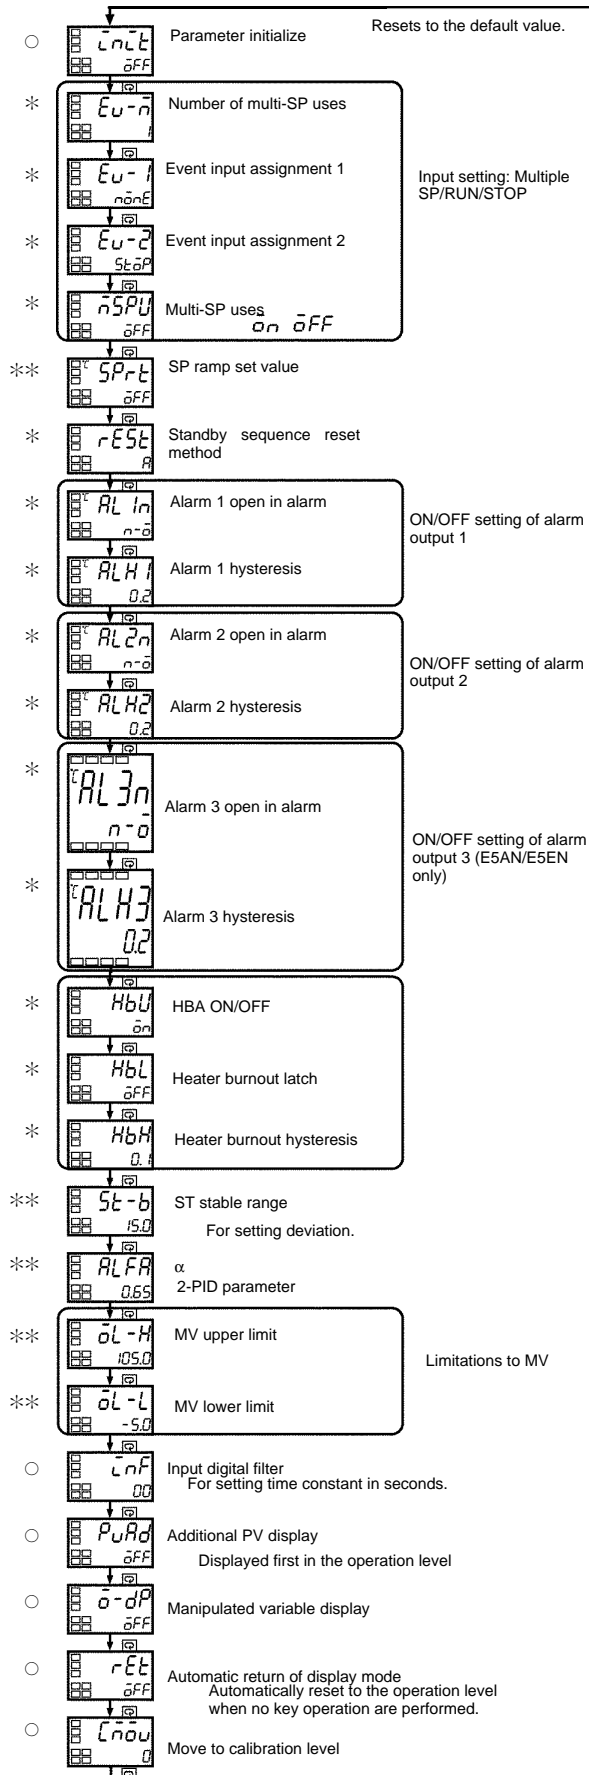 Resets to the default value.
○ init Parameter initialize
oFF
* Eu-m Number of multi-SP uses
1
* Eu-1 Event input assignment 1
nonE
Input setting: Multiple
SP/RUN/STOP
* Eu-2 Event input assignment 2
StoP
* mSPU Multi-SP uses on oFF
oFF
** °C SPrt SP ramp set value
oFF
* rESt Standby sequence reset
method
A
* °C AL1n Alarm 1 open in alarm
n-o
ON/OFF setting of alarm
output 1
* °C ALH1 Alarm 1 hysteresis
0.2
* °C AL2n Alarm 2 open in alarm
n-o
ON/OFF setting of alarm
output 2
* °C ALH2 Alarm 2 hysteresis
0.2
* °C AL3n Alarm 3 open in alarm
n-o
ON/OFF setting of alarm
output 3 (E5AN/E5EN
only)
* °C ALH3 Alarm 3 hysteresis
0.2
* HbU HBA ON/OFF
on
* HbL Heater burnout latch
oFF
* HbH Heater burnout hysteresis
0.1
** St-b ST stable range
15.0
For setting deviation.
** ALFA α
0.65
2-PID parameter
** oL-H MV upper limit
105.0
Limitations to MV
** oL-L MV lower limit
-5.0
○ inF Input digital filter
0.0
For setting time constant in seconds.
○ PuAd Additional PV display
oFF
Displayed first in the operation level
○ o-dP Manipulated variable display
oFF
○ rEt Automatic return of display mode
oFF
Automatically reset to the operation level
when no key operation are performed.
○ Cmou Move to calibration level
0